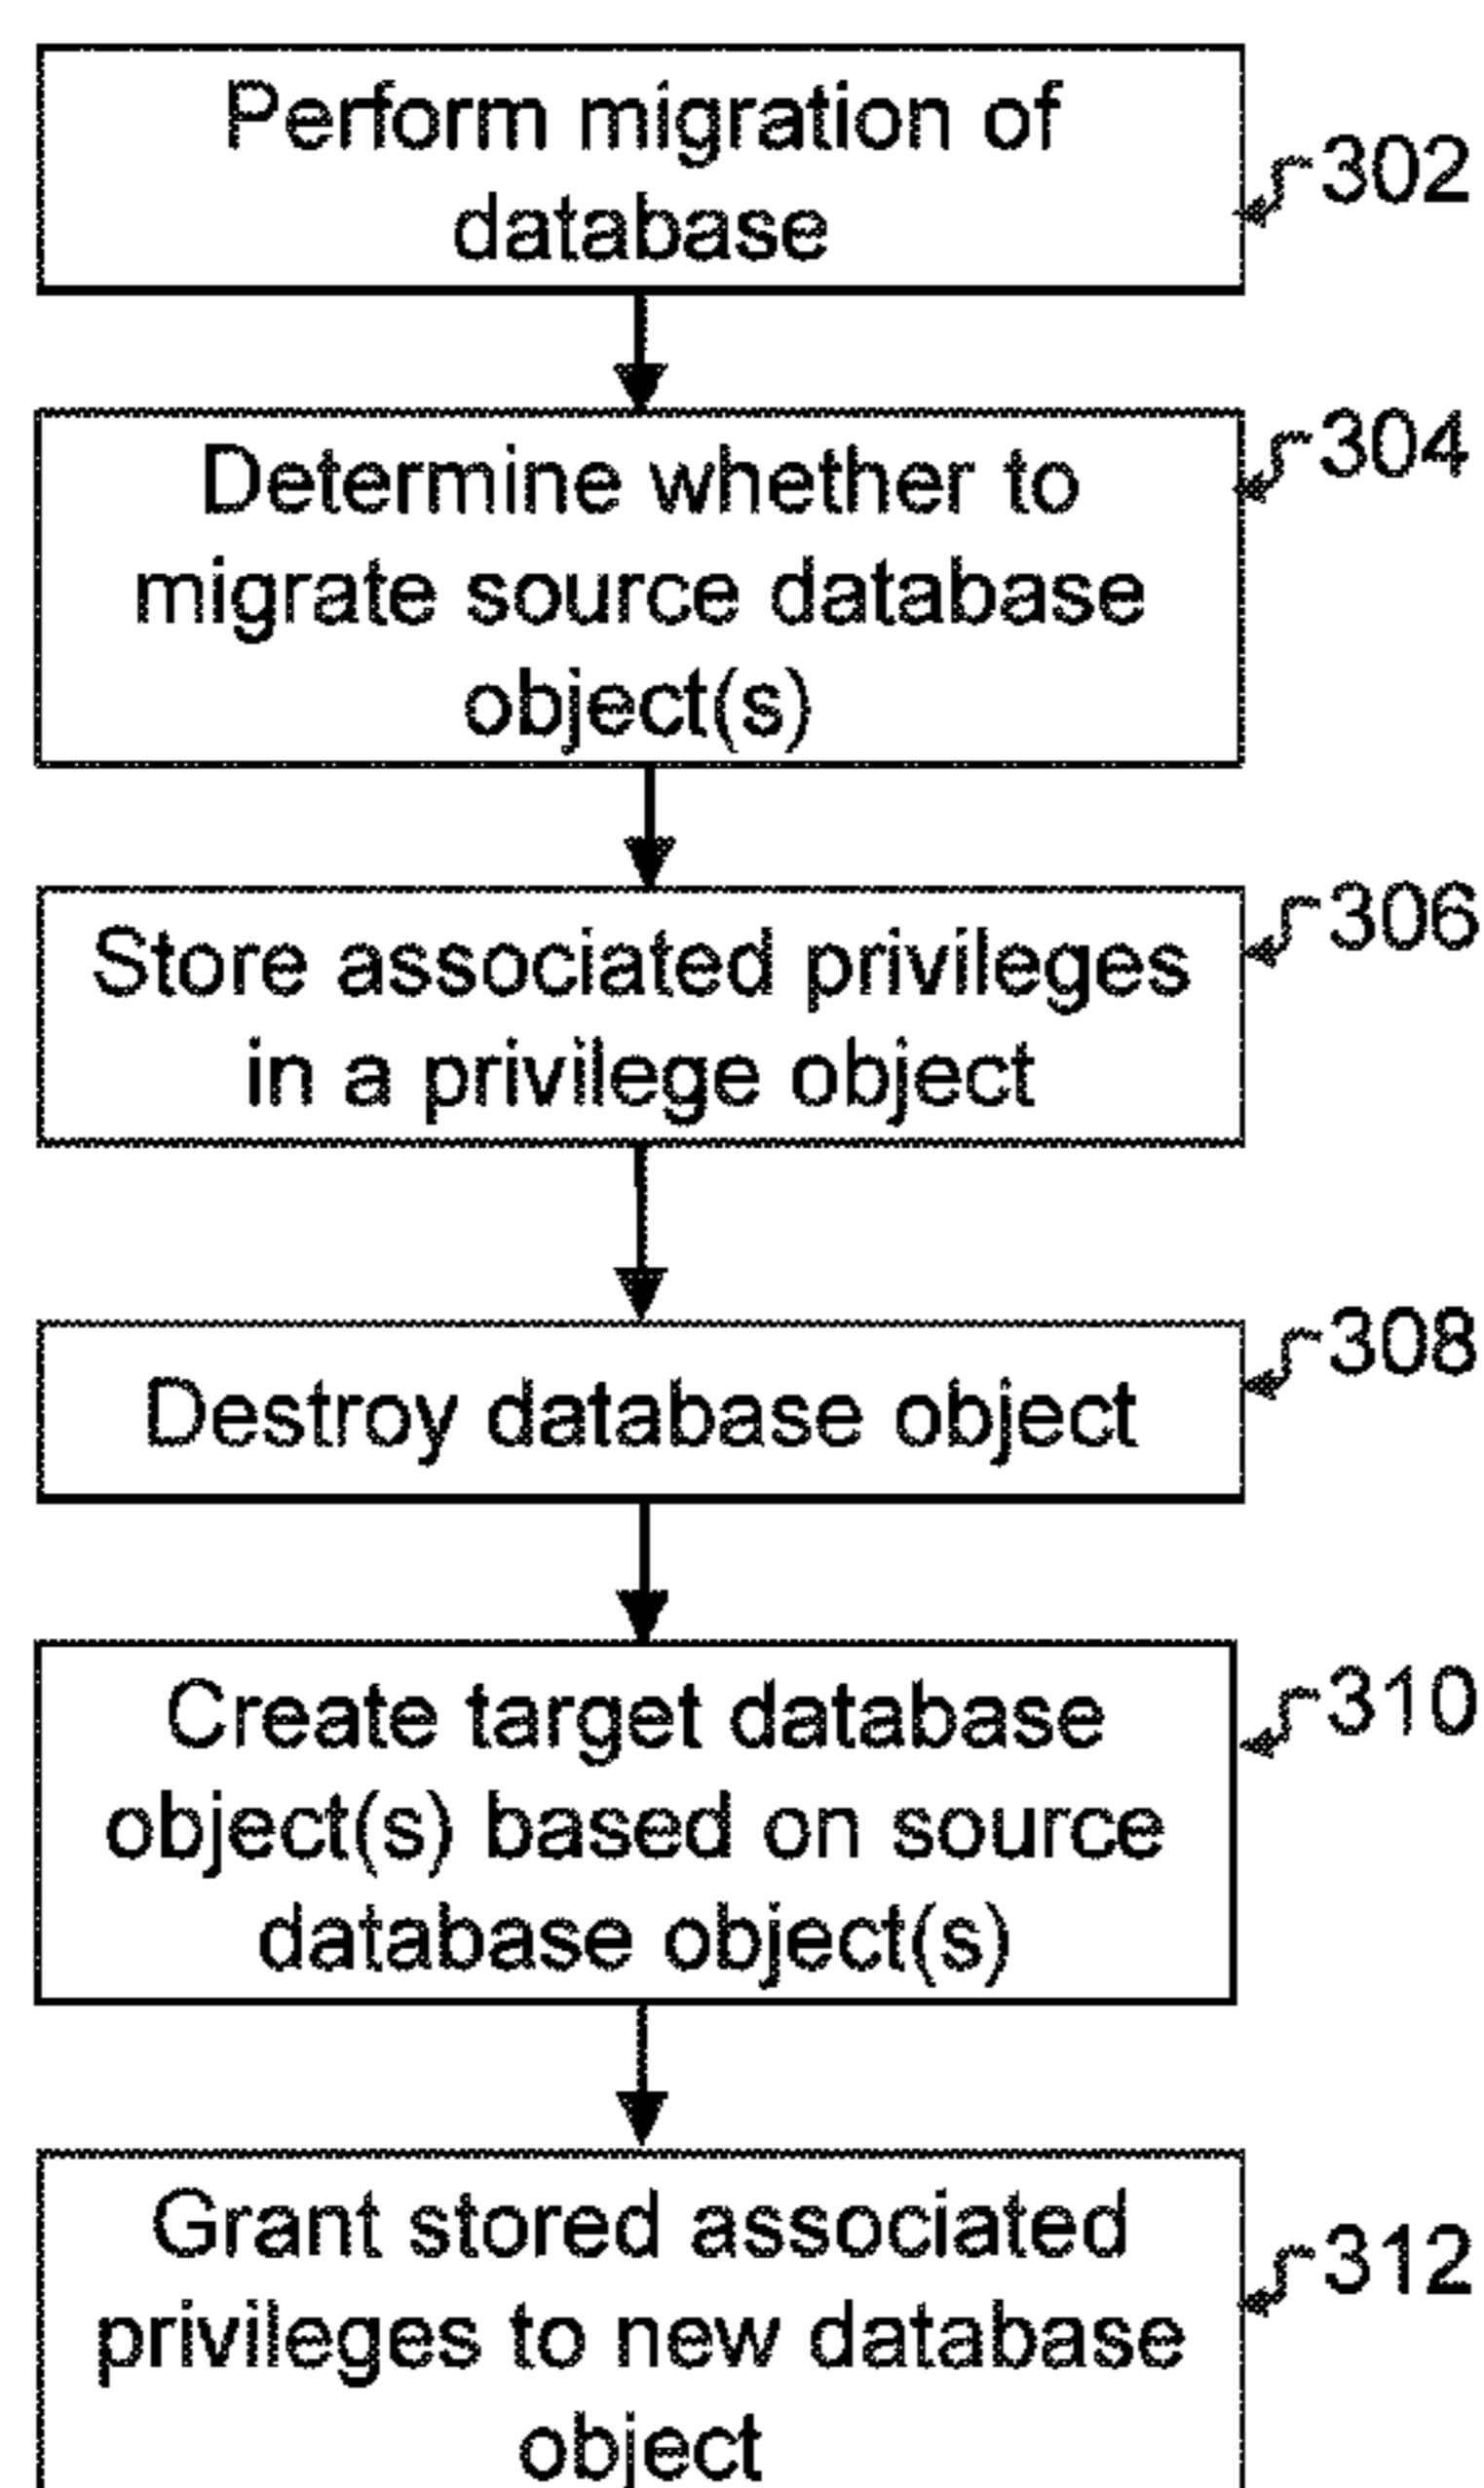 Perform migration of
database
302
Determine whether to
migrate source database
object(s)
304
Store associated privileges
in a privilege object
306
Destroy database object
308
Create target database
object(s) based on source
database object(s)
310
Grant stored associated
privileges to new database
object
312